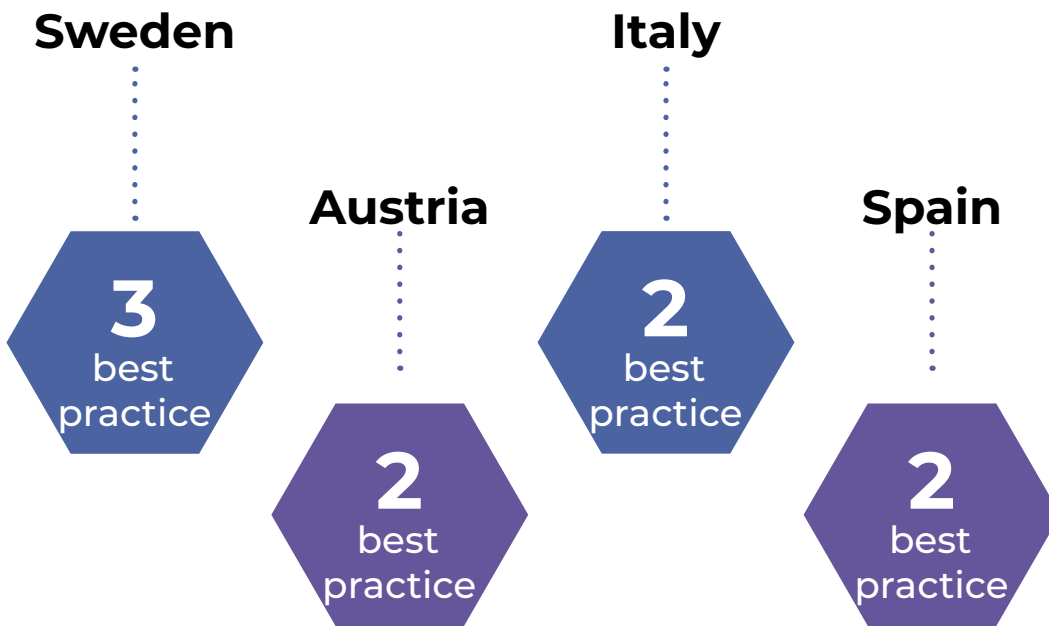 Sweden
3
best
practice
Austria
2
best
practice
Italy
2
best
practice
Spain
2
best
practice